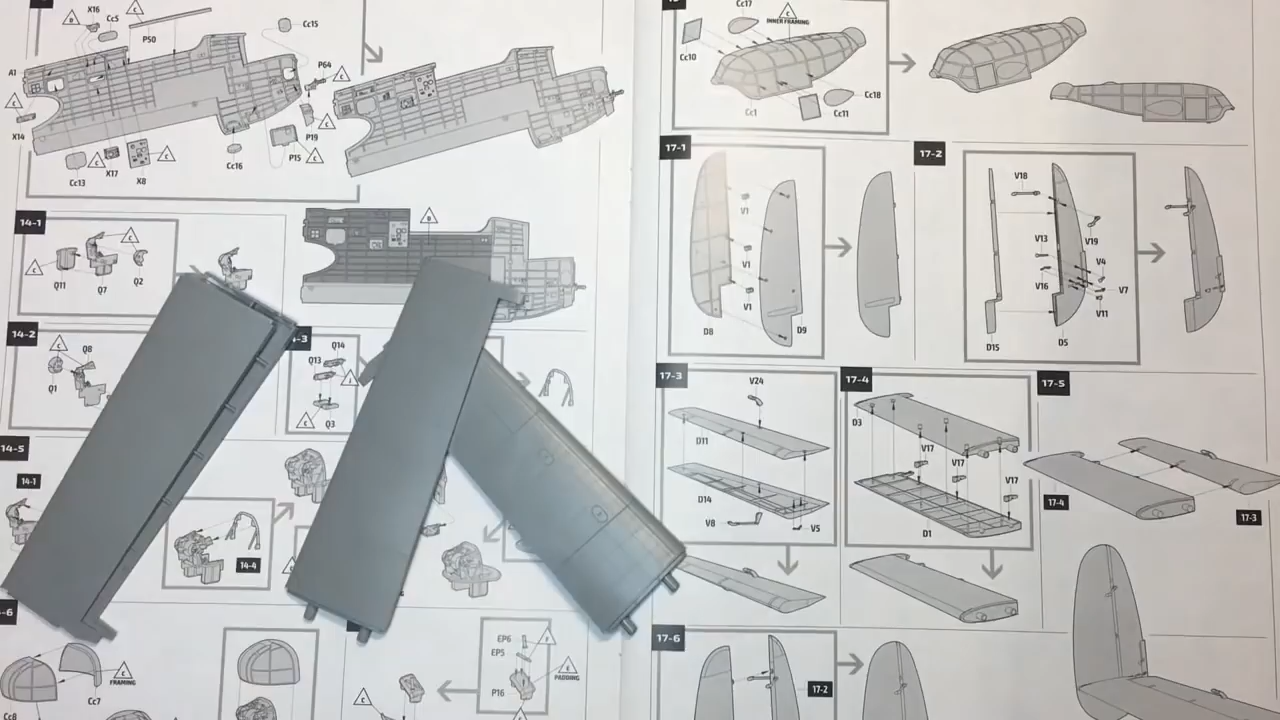 X16
Cc5
D
C
P50
Cc15
A1
P64
C
C
X14
P19
C
Cc13
C
X17
X8
C
Cc16
P15
C
14-1
C
C
Q11
Q7
Q2
D
14-2
C
Q8
Q1
-3
Q14
Q13
C
C
Q3
14-5
14-1
14-4
-6
C
FRAMING
Cc7
Cc8
C
EP6
F
EP5
E
PADDING
P16
C
Cc17
C
INNER FRAMING
Cc10
Cc18
Cc1
Cc11
17-1
V1
V1
V1
D8
D9
17-2
V18
V13
V19
V4
V16
V7
V11
D15
D5
17-3
V24
D11
D14
V8
V5
17-4
D3
V17
V17
V17
D1
17-5
17-4
17-3
17-6
17-2